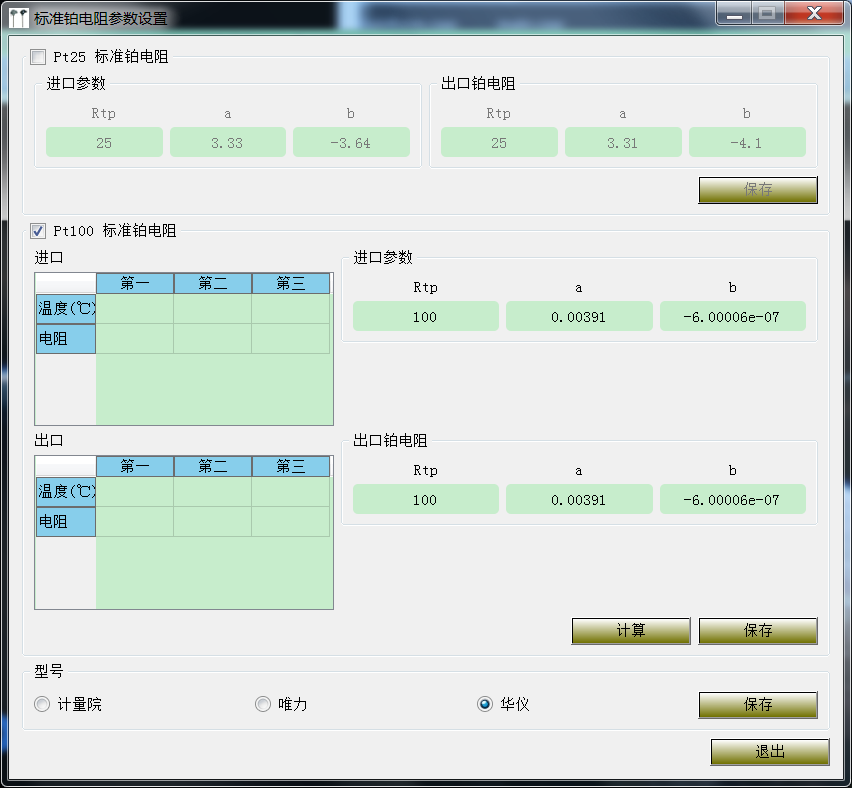 标准铂电阻参数设置
Pt25 标准铂电阻
进口参数
Rtp a b
25 3.33 -3.64
出口铂电阻
Rtp a b
25 3.31 -4.1
保存
Pt100 标准铂电阻
进口
第一 第二 第三
温度(℃)
电阻
进口参数
Rtp a b
100 0.00391 -6.00006e-07
出口
第一 第二 第三
温度(℃)
电阻
出口铂电阻
Rtp a b
100 0.00391 -6.00006e-07
计算 保存
型号
计量院 唯力 华仪 保存
退出